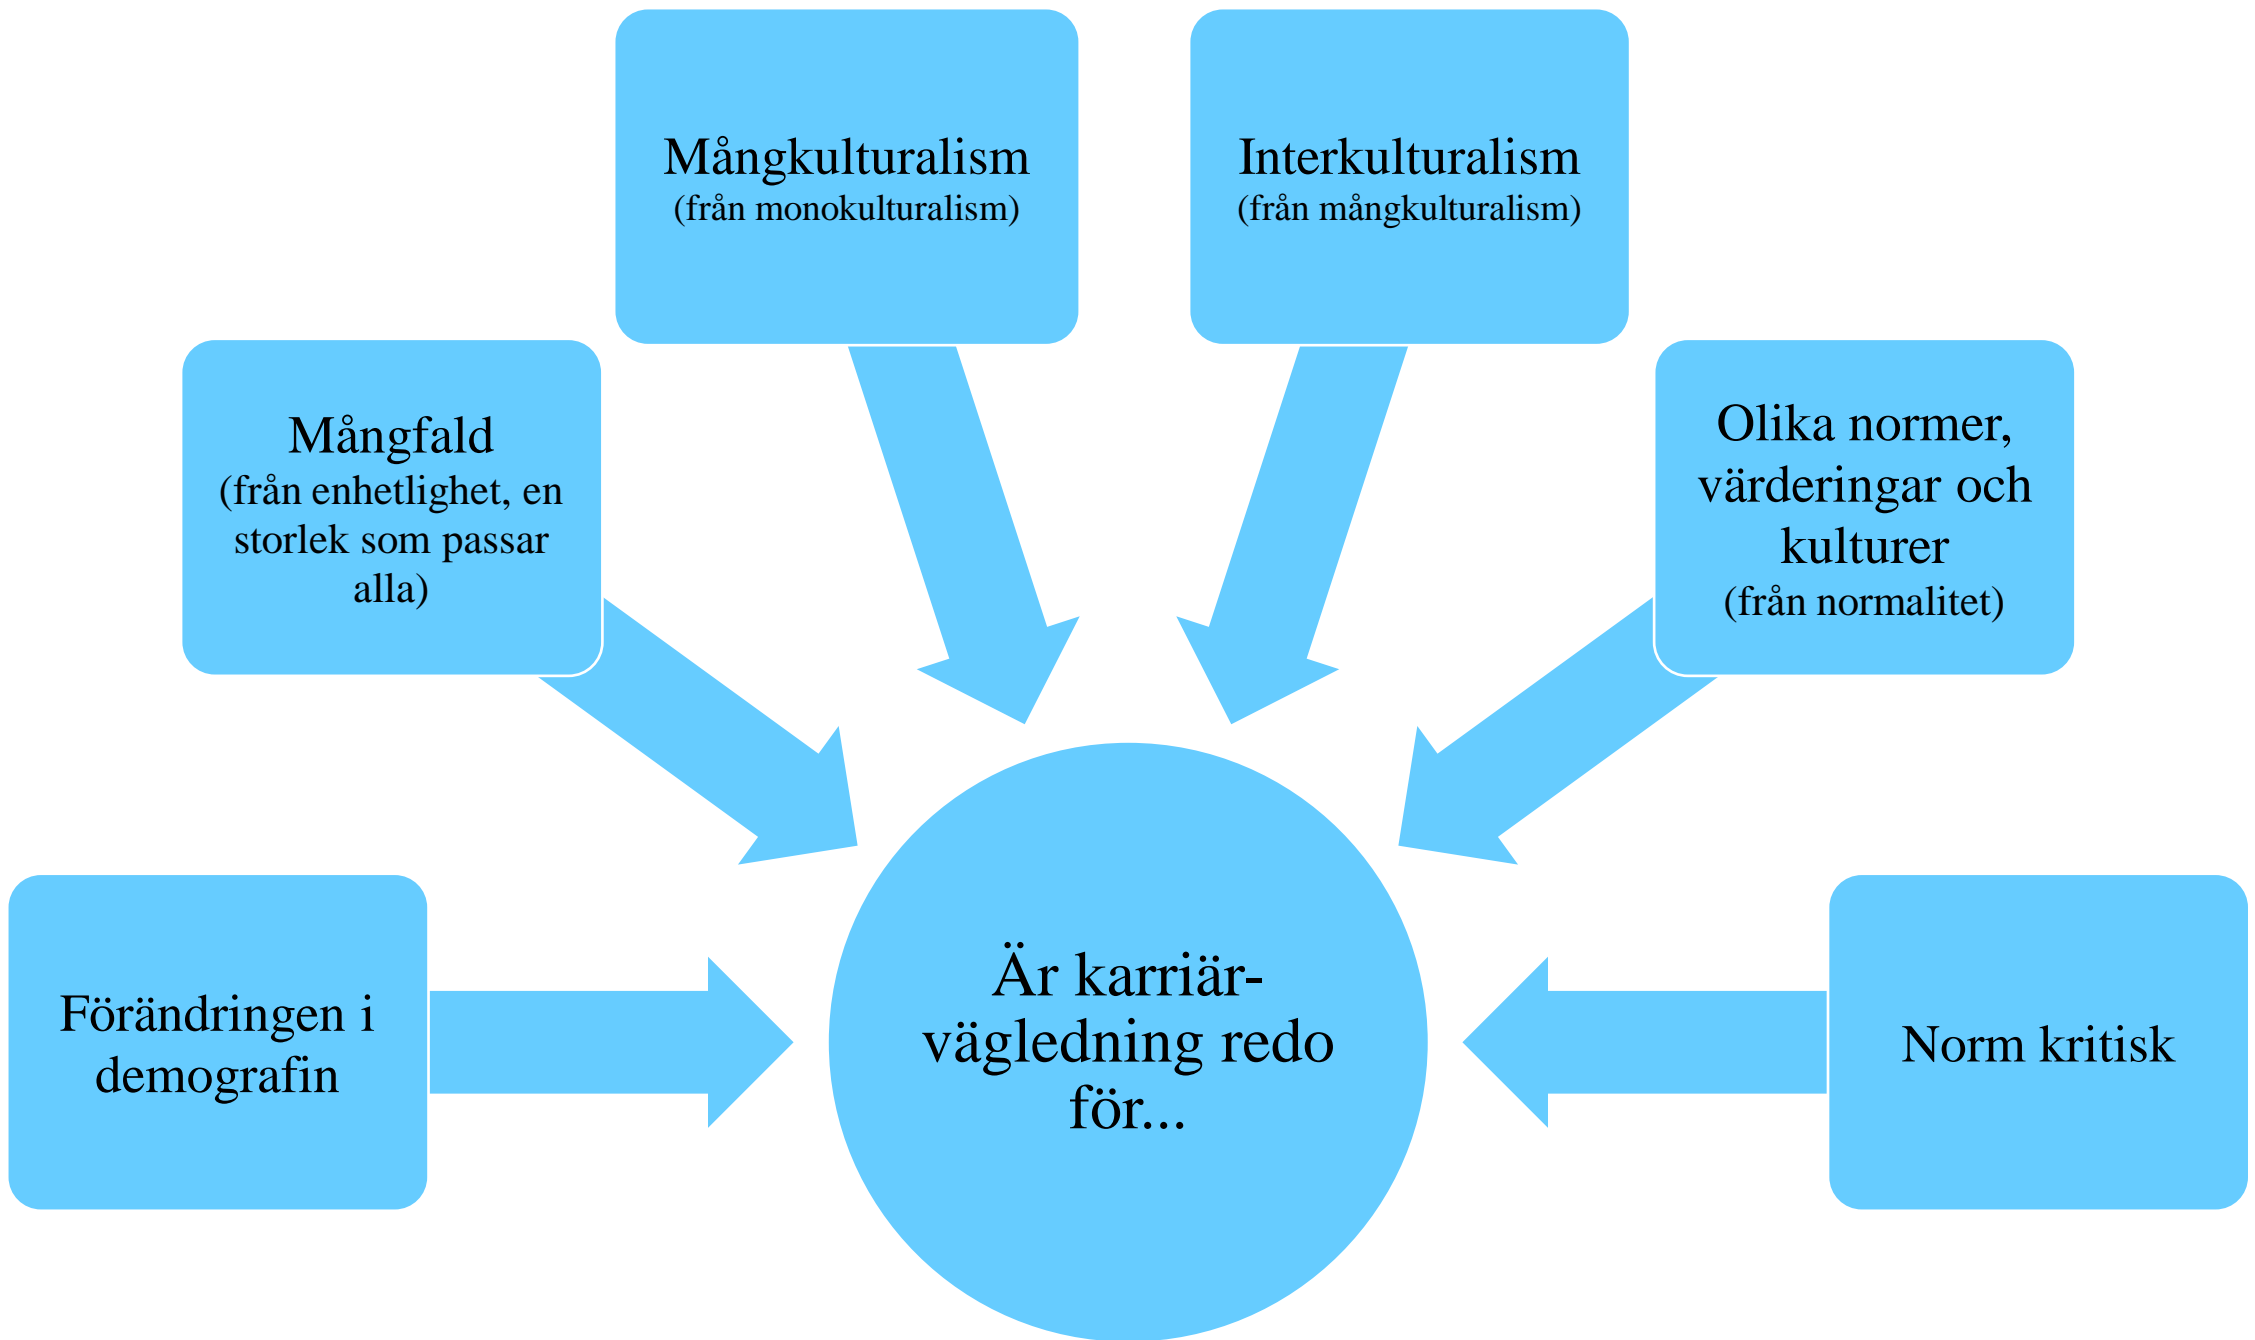 Mångkulturalism
(från monokulturalism)
Interkulturalism
(från mångkulturalism)
Mångfald
(från enhetlighet, en
storlek som passar
alla)
Olika normer,
värderingar och
kulturer
(från normalitet)
Förändringen i
demografin
Är karriär-
vägledning redo
för...
Norm kritisk